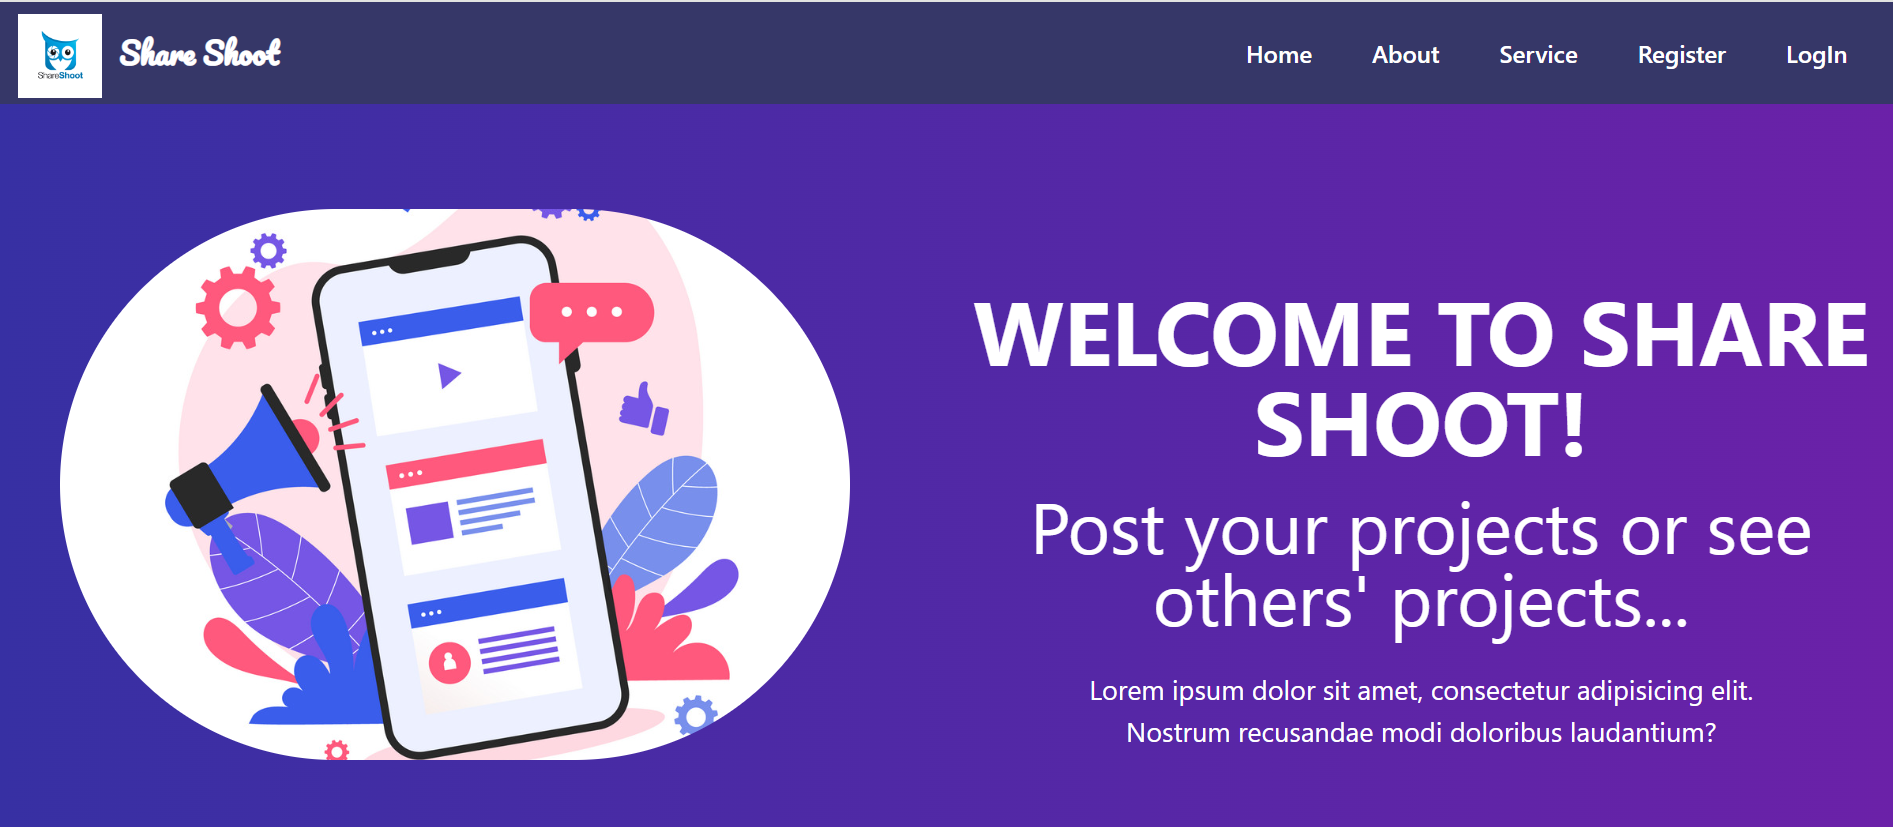 ShareShoot
Share Shoot
Home About Service Register LogIn
WELCOME TO SHARE
SHOOT!
Post your projects or see
others' projects...
Lorem ipsum dolor sit amet, consectetur adipisicing elit.
Nostrum recusandae modi doloribus laudantium?